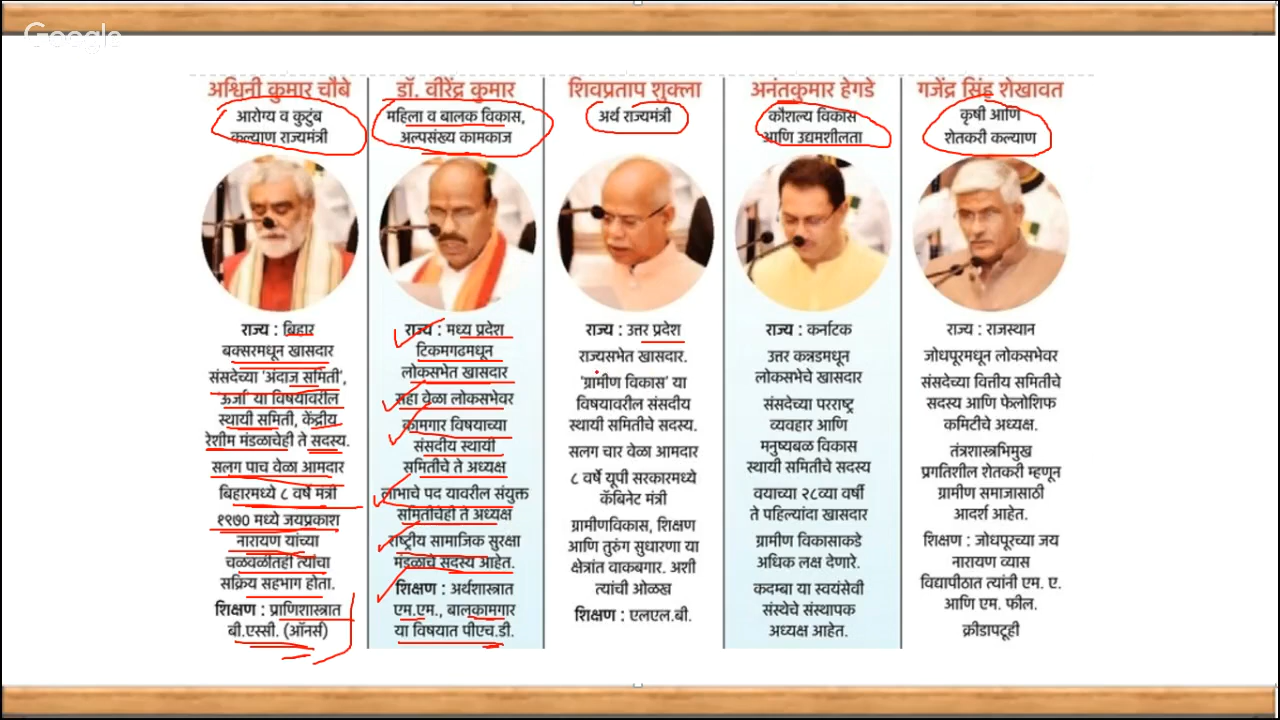 Google
अश्विनी कुमार चौबे
आरोग्य व कुटुंब
कल्याण राज्यमंत्री
राज्य : बिहार
बक्सरमधून खासदार
संसदेच्या 'अंदाज समिती',
'ऊर्जा' या विषयावरील
स्थायी समिती, केंद्रीय
रेशीम मंडळाचेही ते सदस्य.
सलग पाच वेळा आमदार
बिहारमध्ये ८ वर्षे मंत्री
१९७० मध्ये जयप्रकाश
नारायण यांच्या
चळवळीतही त्यांचा
सक्रिय सहभाग होता.
शिक्षण : प्राणिशास्त्रात
बी.एस्सी. (ऑनर्स)
डॉ. वीरेंद्र कुमार
महिला व बालक विकास,
अल्पसंख्य कामकाज
राज्य : मध्य प्रदेश
टिकमगढमधून
लोकसभेत खासदार
सहा वेळा लोकसभेवर
कामगार विषयाच्या
संसदीय स्थायी
समितीचे ते अध्यक्ष
लाभाचे पद यावरील संयुक्त
समितीचेही ते अध्यक्ष
राष्ट्रीय सामाजिक सुरक्षा
मंडळाचे सदस्य आहेत.
शिक्षण : अर्थशास्त्रात
एम.एम., बालकामगार
या विषयात पीएच.डी.
शिवप्रताप शुक्ला
अर्थ राज्यमंत्री
राज्य : उत्तर प्रदेश
राज्यसभेत खासदार.
'ग्रामीण विकास' या
विषयावरील संसदीय
स्थायी समितीचे सदस्य.
सलग चार वेळा आमदार
८ वर्षे यूपी सरकारमध्ये
कॅबिनेट मंत्री
ग्रामीणविकास, शिक्षण
आणि तुरुंग सुधारणा या
क्षेत्रांत वाकबगार. अशी
त्यांची ओळख
शिक्षण : एलएल.बी.
अनंतकुमार हेगडे
कौशल्य विकास
आणि उद्यमशीलता
राज्य : कर्नाटक
उत्तर कन्नडमधून
लोकसभेचे खासदार
संसदेच्या परराष्ट्र
व्यवहार आणि
मनुष्यबळ विकास
स्थायी समितीचे सदस्य
वयाच्या २८व्या वर्षी
ते पहिल्यांदा खासदार
ग्रामीण विकासाकडे
अधिक लक्ष देणारे.
कदम्बा या स्वयंसेवी
संस्थेचे संस्थापक
अध्यक्ष आहेत.
गजेंद्र सिंह शेखावत
कृषी आणि
शेतकरी कल्याण
राज्य : राजस्थान
जोधपूरमधून लोकसभेवर
संसदेच्या वित्तीय समितीचे
सदस्य आणि फेलोशिफ
कमिटीचे अध्यक्ष.
तंत्रशास्त्रभिमुख
प्रगतिशील शेतकरी म्हणून
ग्रामीण समाजासाठी
आदर्श आहेत.
शिक्षण : जोधपूरच्या जय
नारायण व्यास
विद्यापीठात त्यांनी एम. ए.
आणि एम. फील.
क्रीडापटूही